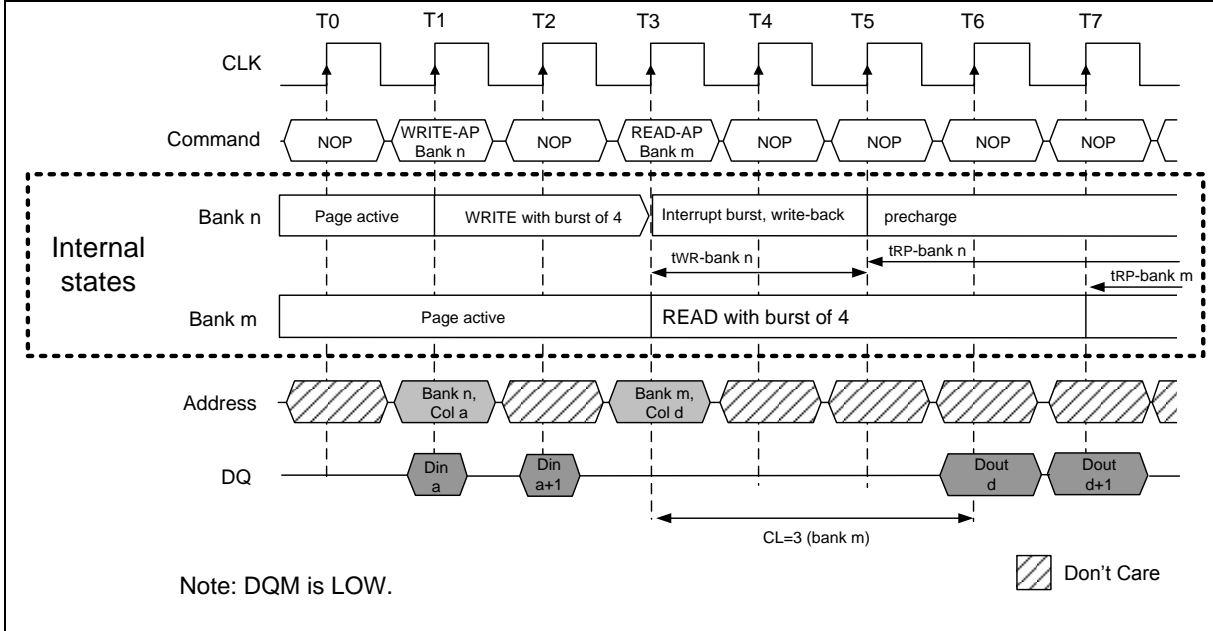 T0 T1 T2 T3 T4 T5 T6 T7
CLK
Command
NOP
WRITE-AP
Bank n
NOP
READ-AP
Bank m
NOP
NOP
NOP
NOP
Internal
states
Bank n
Page active
WRITE with burst of 4
Interrupt burst, write-back
precharge
tWR-bank n
tRP-bank n
tRP-bank m
Bank m
Page active
READ with burst of 4
Address
Bank n,
Col a
Bank m,
Col d
DQ
Din
a
Din
a+1
Dout
d
Dout
d+1
CL=3 (bank m)
Note: DQM is LOW.
Don't Care